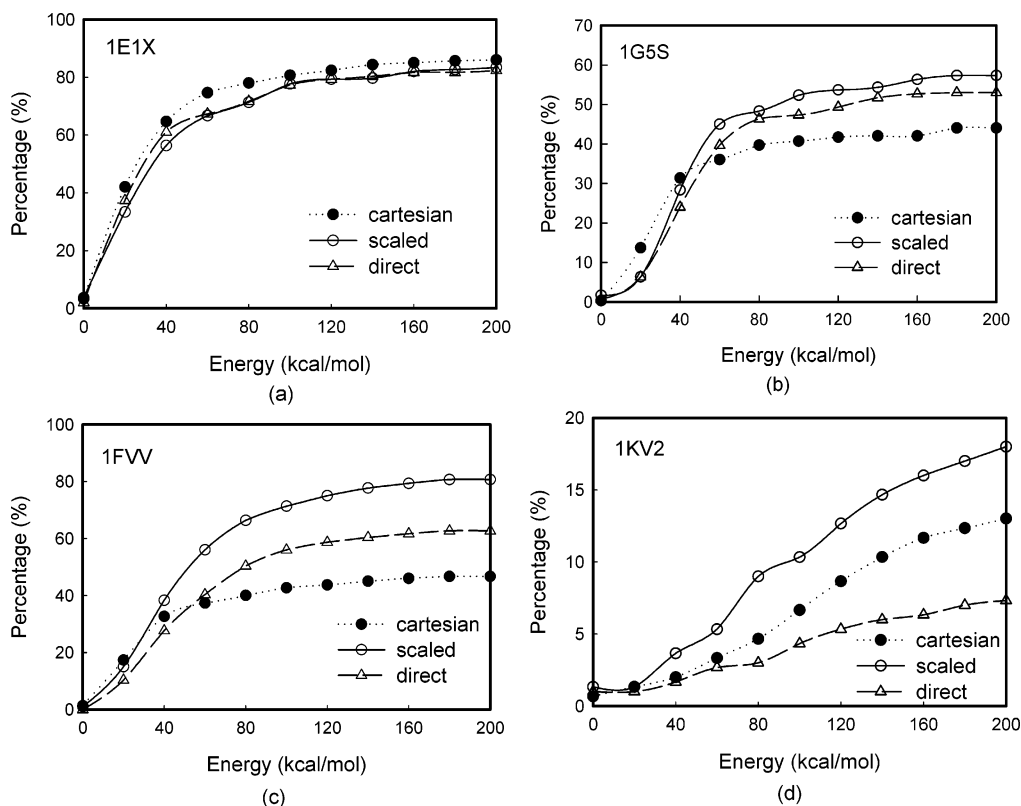 1E1X
Percentage (%)
100
80
60
40
20
0
cartesian
scaled
direct
0 40 80 120 160 200
Energy (kcal/mol)
(a)
1G5S
Percentage (%)
70
60
50
40
30
20
10
0
cartesian
scaled
direct
0 40 80 120 160 200
Energy (kcal/mol)
(b)
1FVV
Percentage (%)
100
80
60
40
20
0
cartesian
scaled
direct
0 40 80 120 160 200
Energy (kcal/mol)
(c)
1KV2
Percentage (%)
20
15
10
5
0
cartesian
scaled
direct
0 40 80 120 160 200
Energy (kcal/mol)
(d)